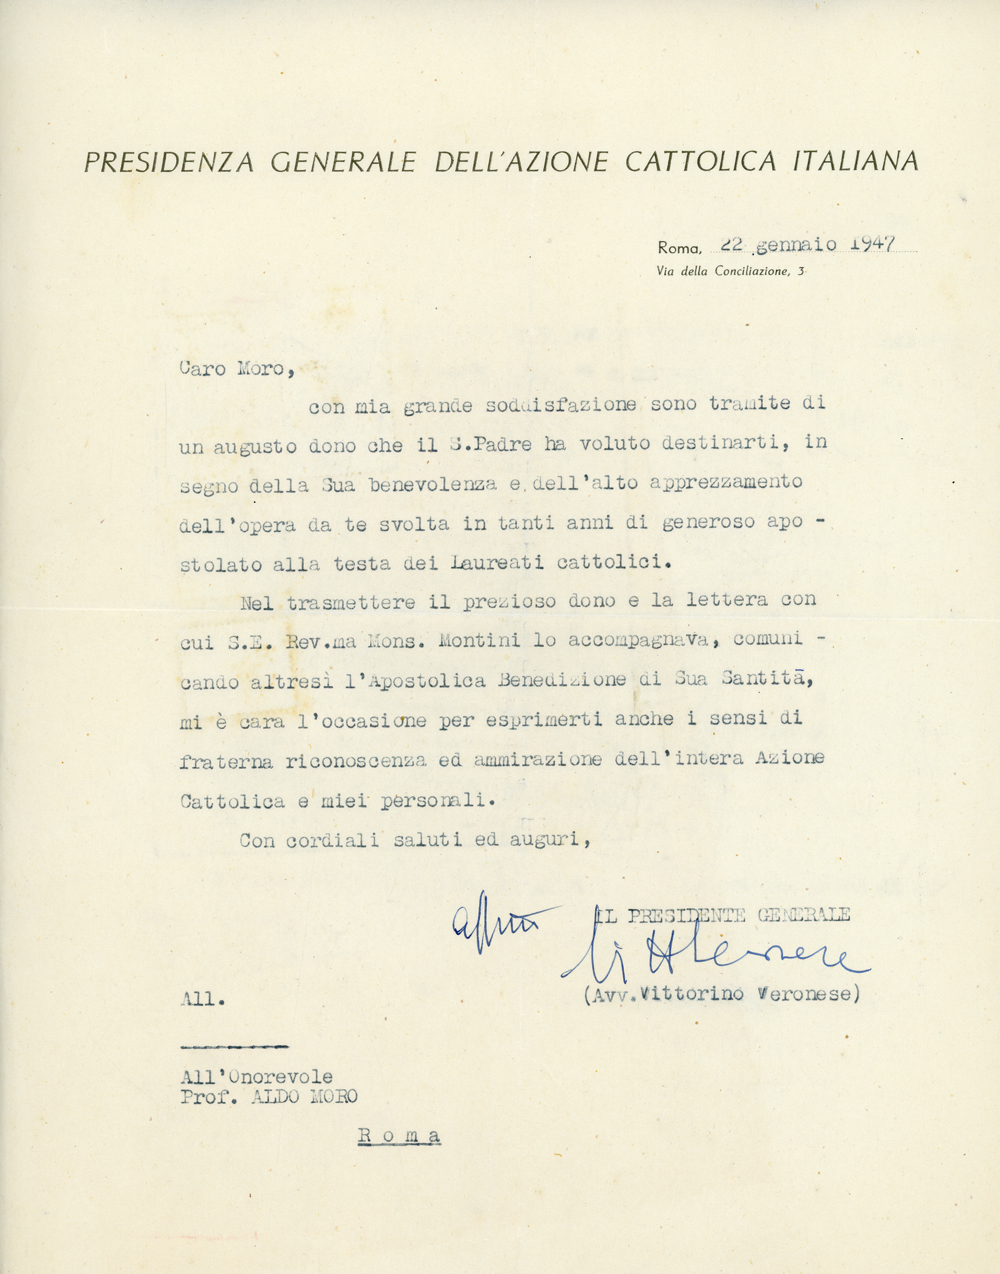 PRESIDENZA GENERALE DELL'AZIONE CATTOLICA ITALIANA
Roma, 22 gennaio 1947
Via della Conciliazione, 3
Caro Moro,
con mia grande soddisfazione sono tramite di
un augusto dono che il S.Padre ha voluto destinarti, in
segno della Sua benevolenza e dell'alto apprezzamento
dell'opera da te svolta in tanti anni di generoso apo -
stolato alla testa dei Laureati cattolici.
Nel trasmettere il prezioso dono e la lettera con
cui S.E. Rev.ma Mons. Montini lo accompagnava, comuni -
cando altresì l'Apostolica Benedizione di Sua Santità,
mi è cara l'occasione per esprimerti anche i sensi di
fraterna riconoscenza ed ammirazione dell'intera Azione
Cattolica e miei personali.
Con cordiali saluti ed auguri,
IL PRESIDENTE GENERALE
(Avv.Vittorino Veronese)
All.
All'Onorevole
Prof. ALDO MORO
Roma